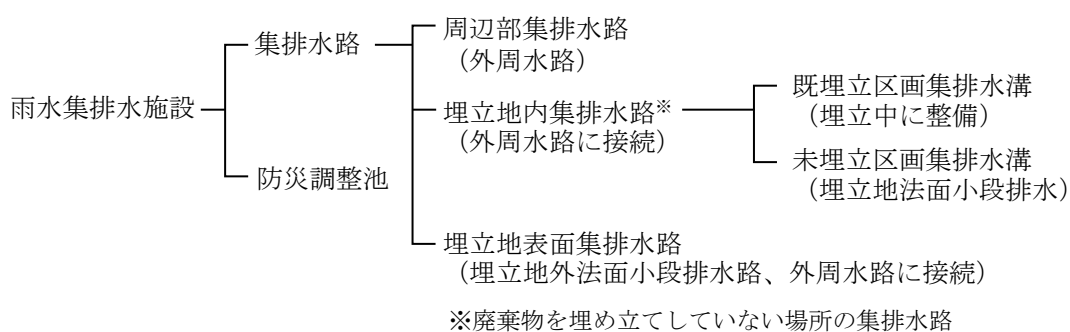 雨水集排水施設
集排水路
周辺部集排水路
（外周水路）
埋立地内集排水路※
（外周水路に接続）
既埋立区画集排水溝
（埋立中に整備）
未埋立区画集排水溝
（埋立地法面小段排水）
埋立地表面集排水路
（埋立地外法面小段排水路、外周水路に接続）
防災調整池
※廃棄物を埋め立てしていない場所の集排水路